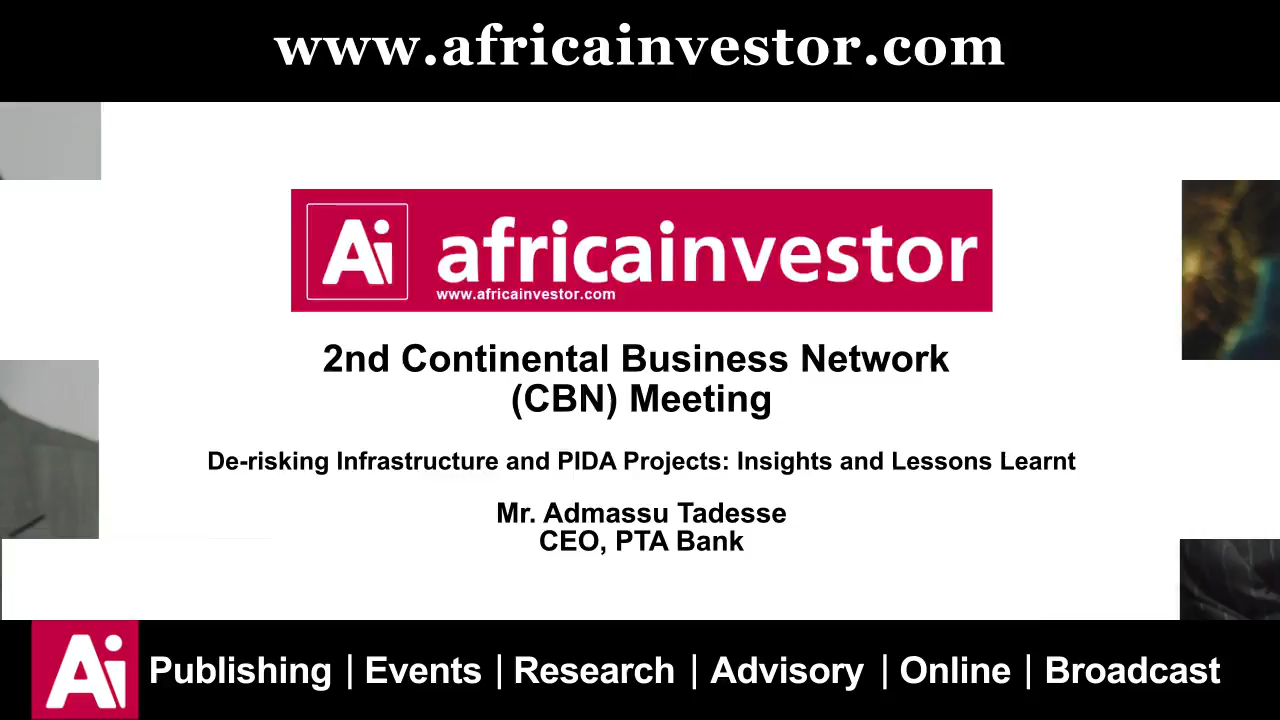 www.africainvestor.com
Ai africainvestor
www.africainvestor.com
2nd Continental Business Network
(CBN) Meeting
De-risking Infrastructure and PIDA Projects: Insights and Lessons Learnt
Mr. Admassu Tadesse
CEO, PTA Bank
Ai Publishing | Events | Research | Advisory | Online | Broadcast